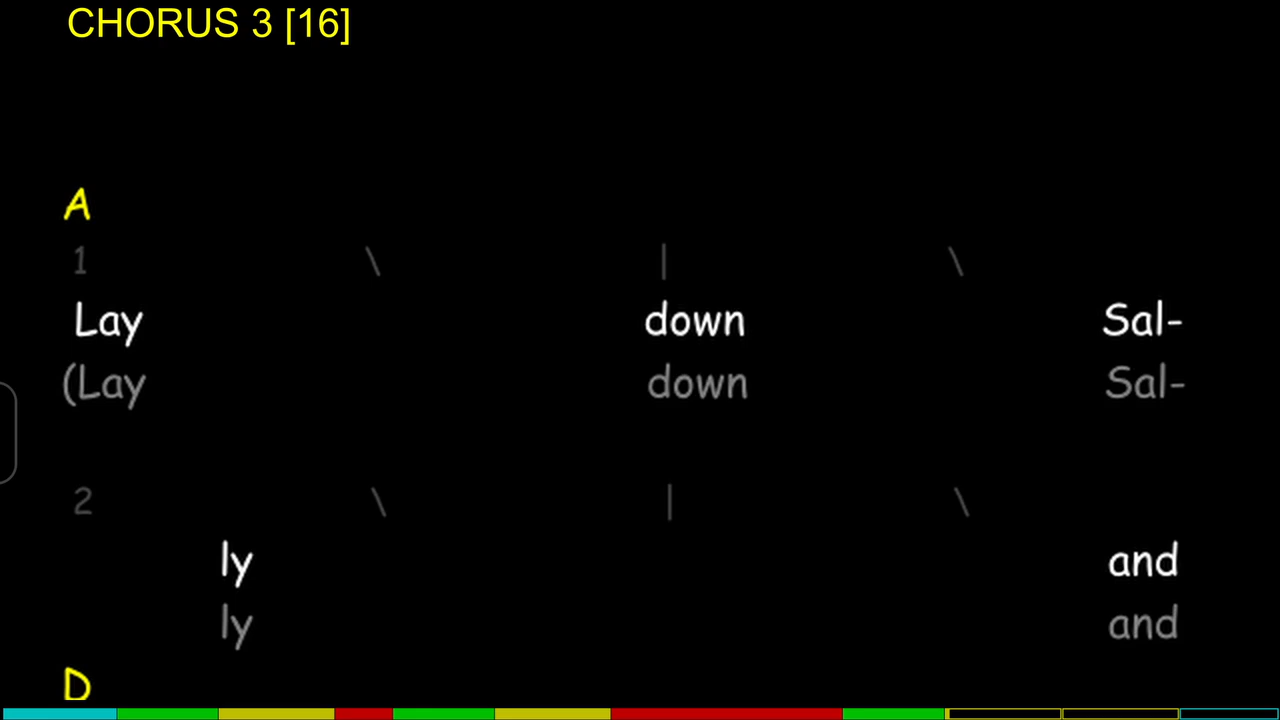 CHORUS 3 [16]
A
1 \ | \
Lay down Sal-
(Lay down Sal-
2 \ | \
ly and
ly and
D